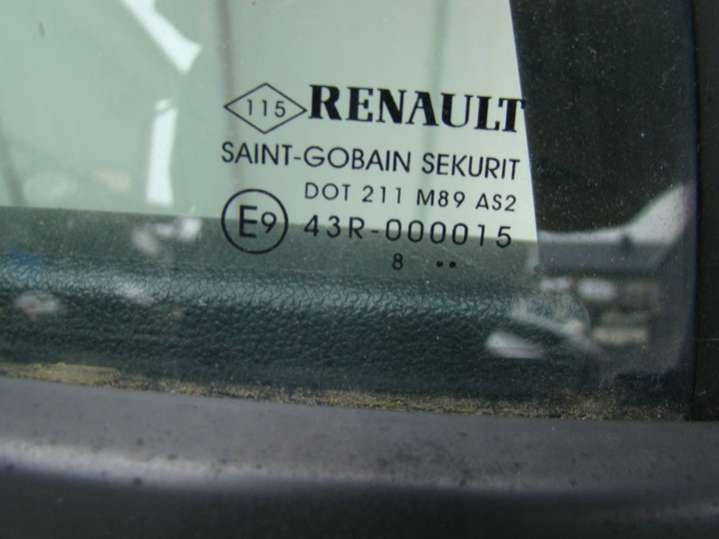 115 RENAULT
SAINT-GOBAIN SEKURIT
DOT 211 M89 AS2
E9 43R-000015
8 ••